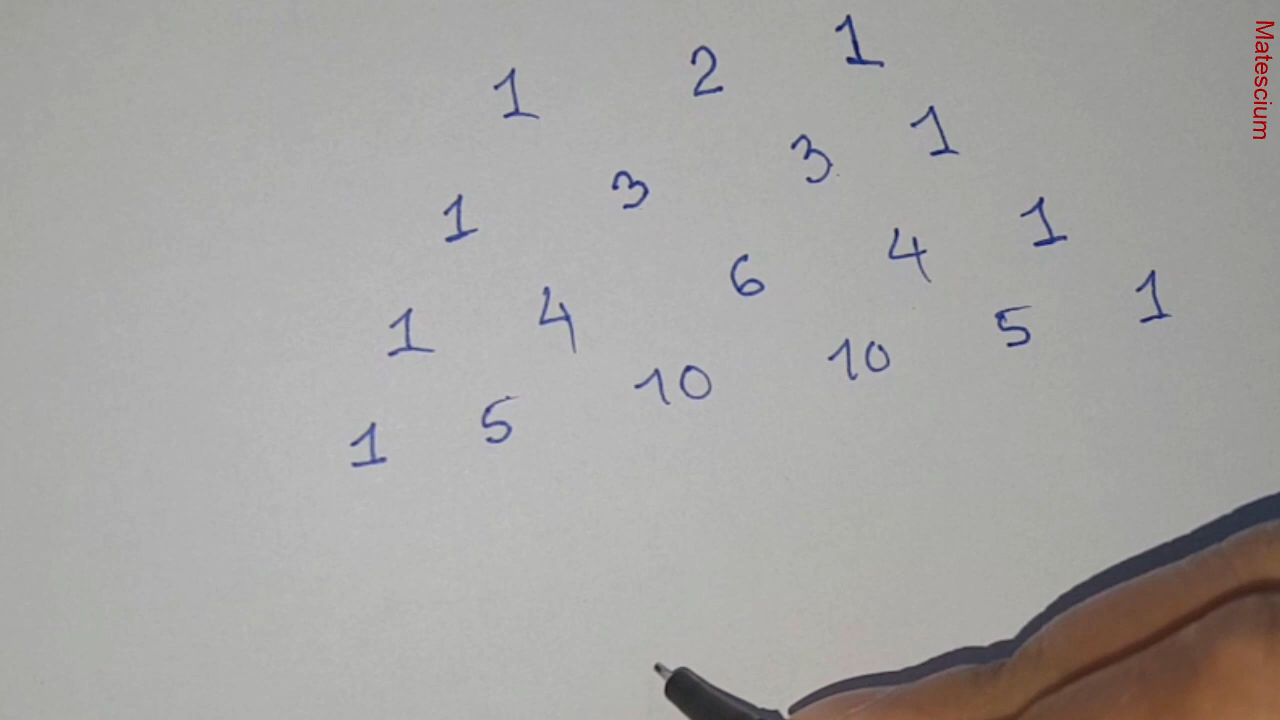 1 2 1
1 3 3 1
1 4 6 4 1
1 5 10 10 5 1
Matescium